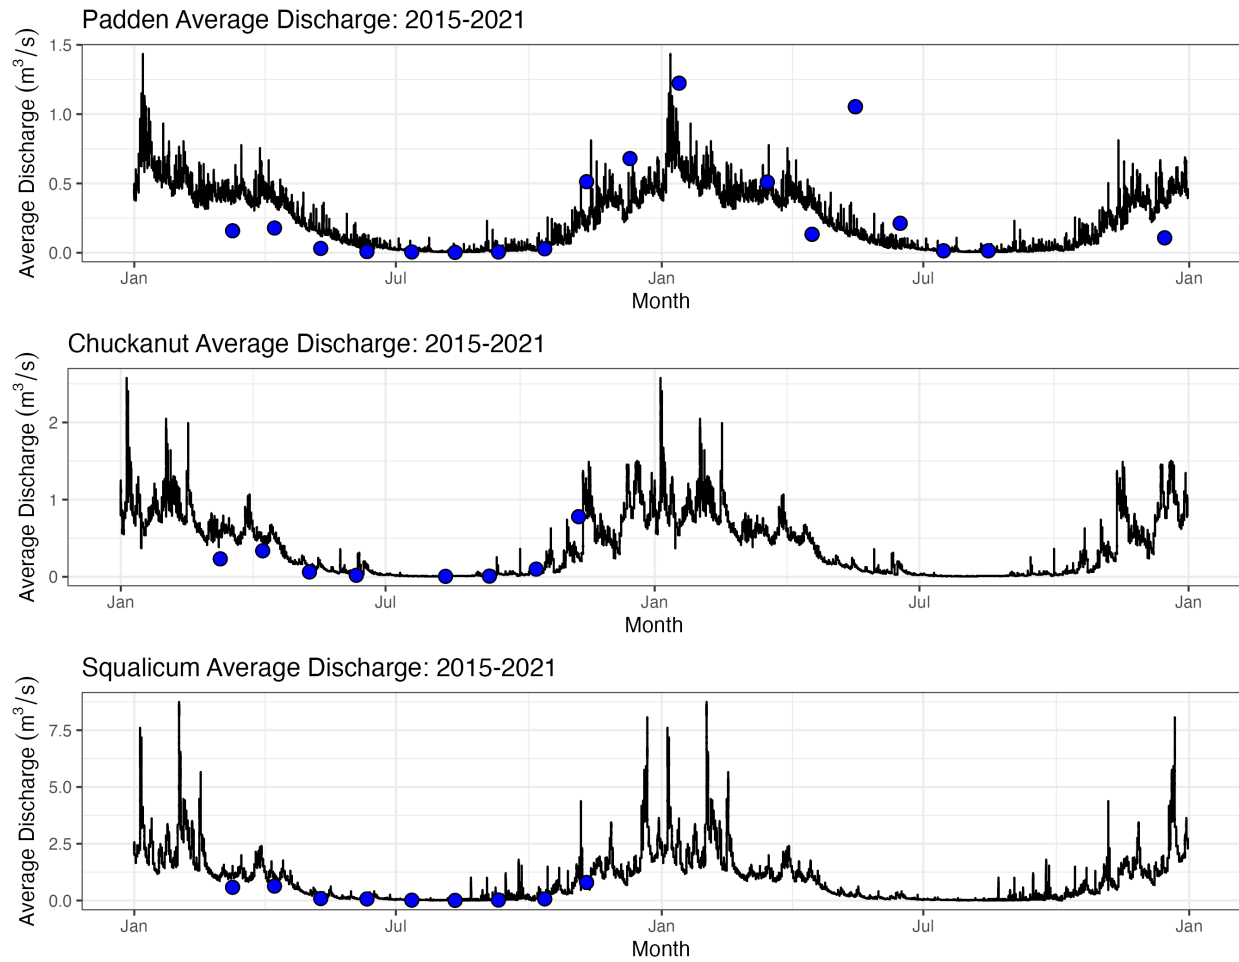 Padden Average Discharge: 2015-2021
Average Discharge (m³/s)
1.5
1.0
0.5
0.0
Jan Jul Jan Jul Jan
Month
Chuckanut Average Discharge: 2015-2021
Average Discharge (m³/s)
2
1
0
Jan Jul Jan Jul Jan
Month
Squalicum Average Discharge: 2015-2021
Average Discharge (m³/s)
7.5
5.0
2.5
0.0
Jan Jul Jan Jul Jan
Month